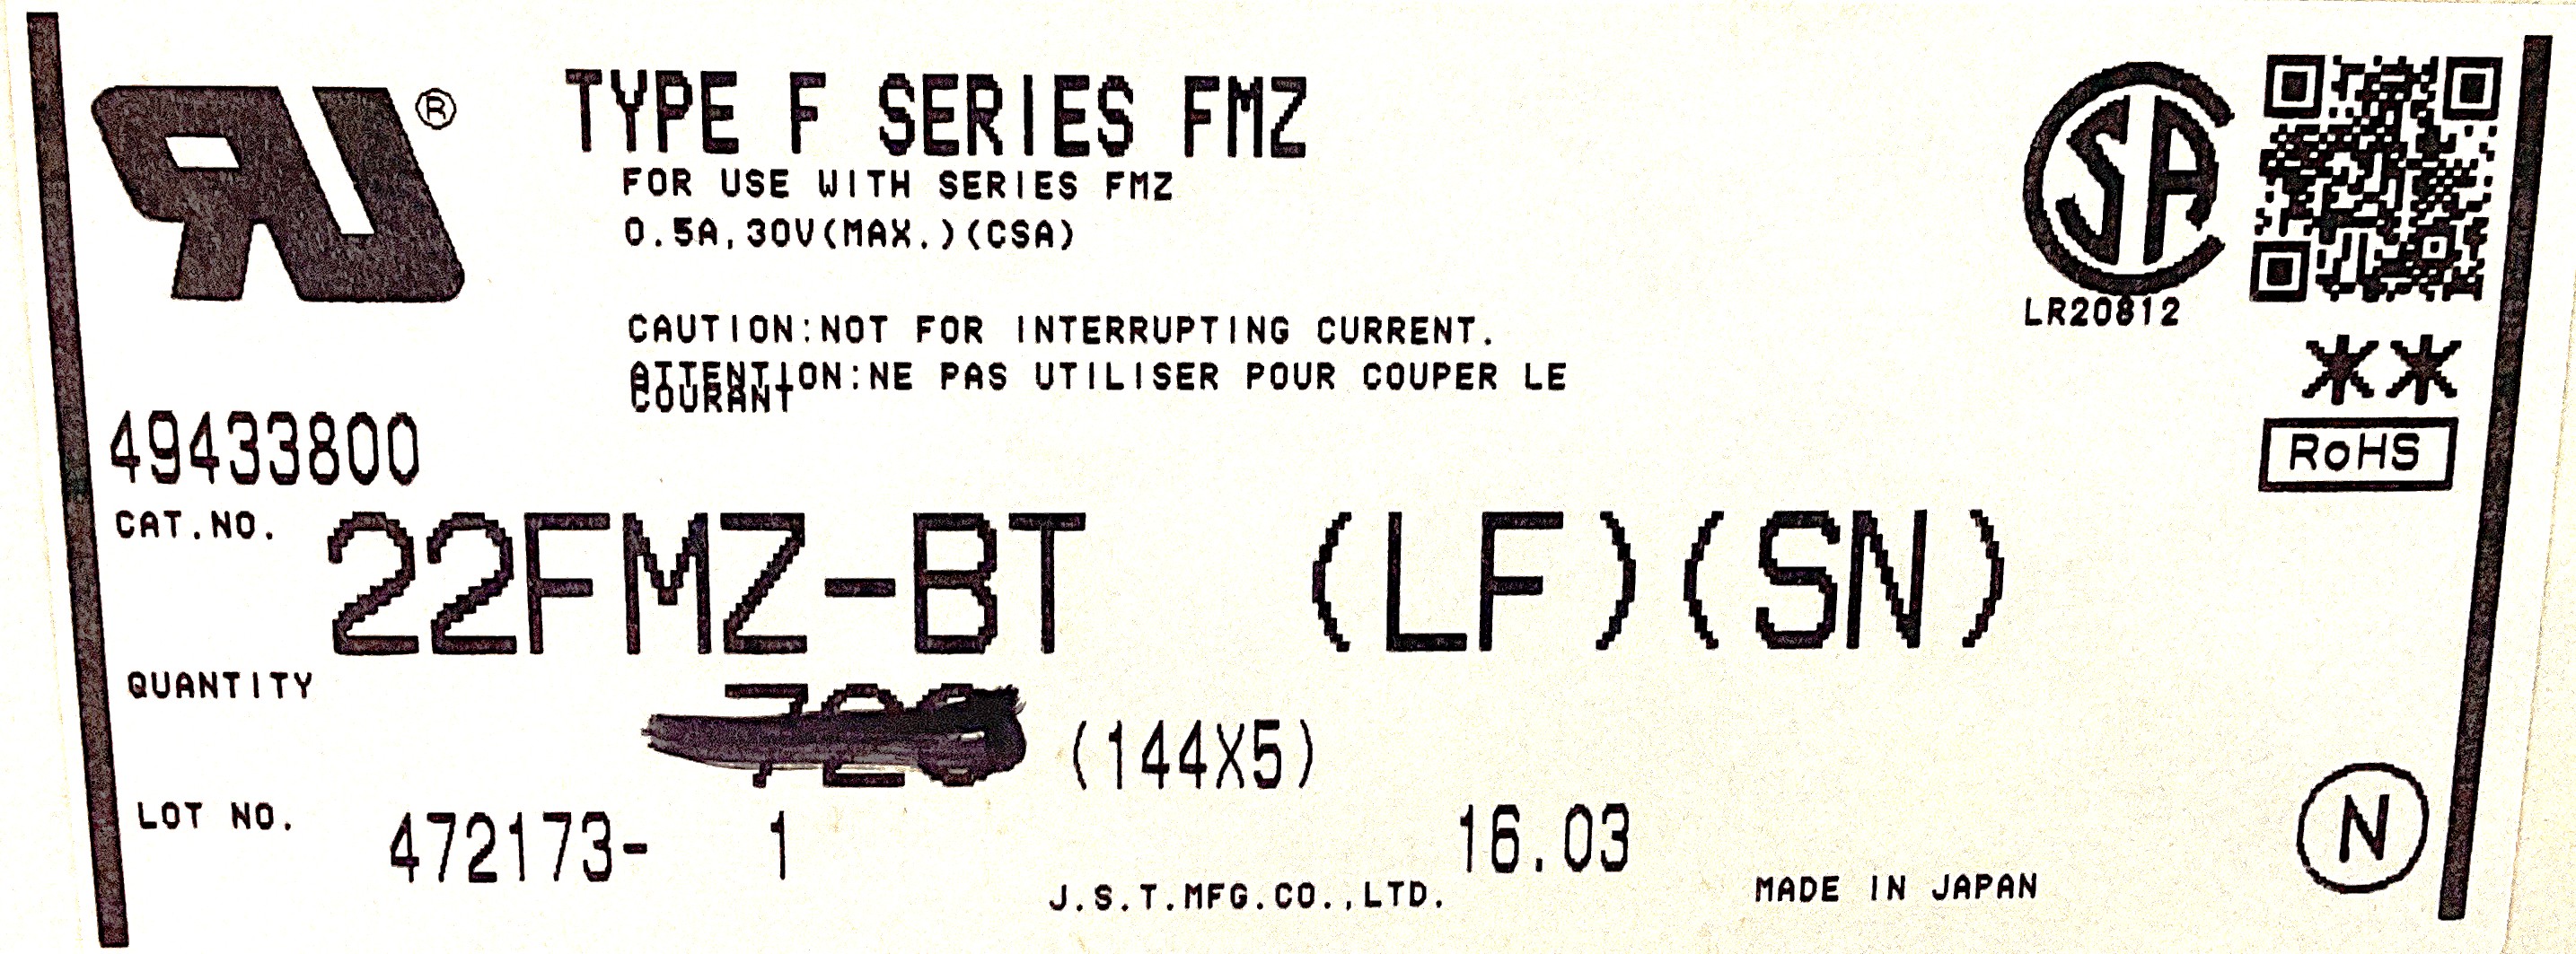 ®
TYPE F SERIES FMZ
FOR USE WITH SERIES FMZ
0.5A,30V(MAX.)(CSA)
CSA
LR20812
CAUTION:NOT FOR INTERRUPTING CURRENT.
ATTENTION:NE PAS UTILISER POUR COUPER LE
COURANT
**
RoHS
49433800
CAT.NO. 22FMZ-BT (LF)(SN)
QUANTITY 720 (144X5)
LOT NO. 472173- 1 16.03
J.S.T.MFG.CO.,LTD. MADE IN JAPAN
N